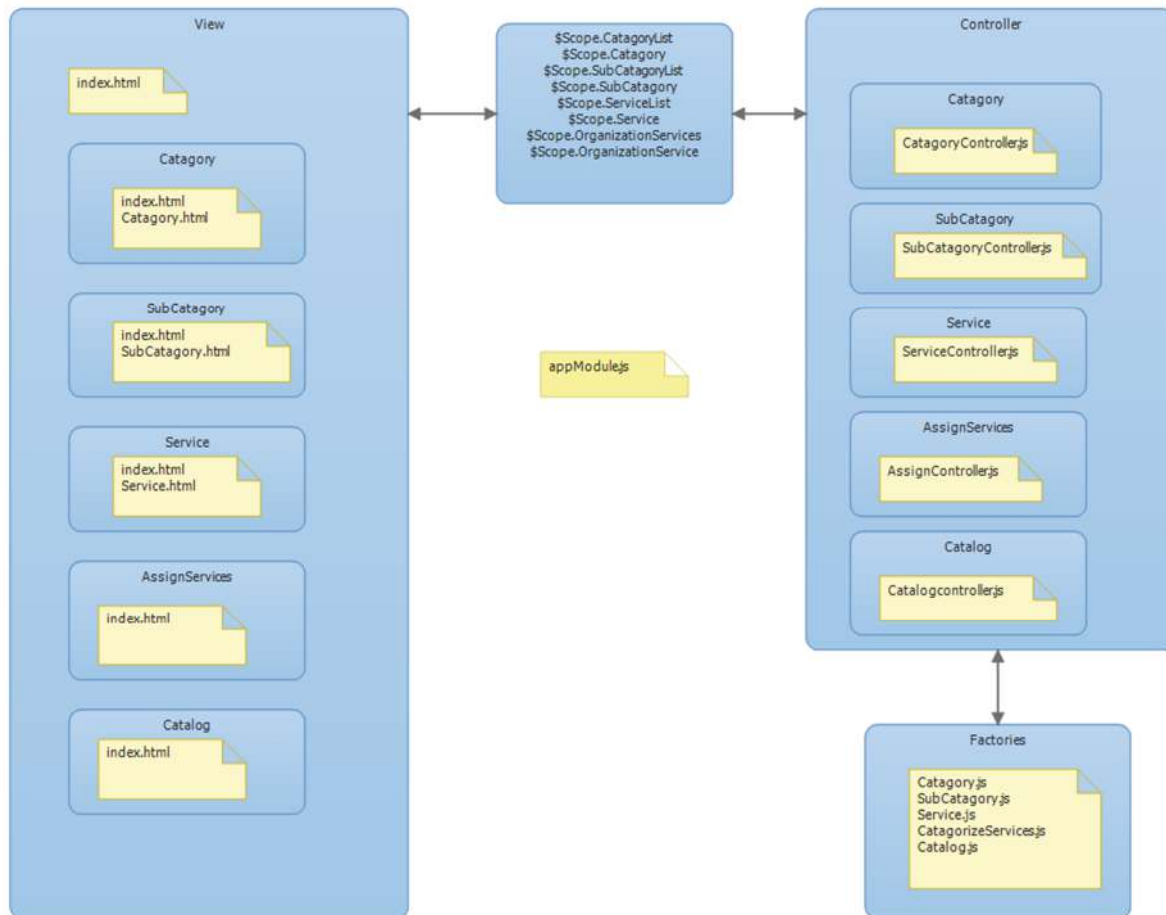 View
index.html
Catagory
index.html
Catagory.html
SubCatagory
index.html
SubCatagory.html
Service
index.html
Service.html
AssignServices
index.html
Catalog
index.html
$Scope.CatagoryList
$Scope.Catagory
$Scope.SubCatagoryList
$Scope.SubCatagory
$Scope.ServiceList
$Scope.Service
$Scope.OrganizationServices
$Scope.OrganizationService
appModule.js
Controller
Catagory
CatagoryController.js
SubCatagory
SubCatagoryController.js
Service
ServiceController.js
AssignServices
AssignController.js
Catalog
Catalogcontroller.js
Factories
Catagory.js
SubCatagory.js
Service.js
CatagorizeServices.js
Catalog.js